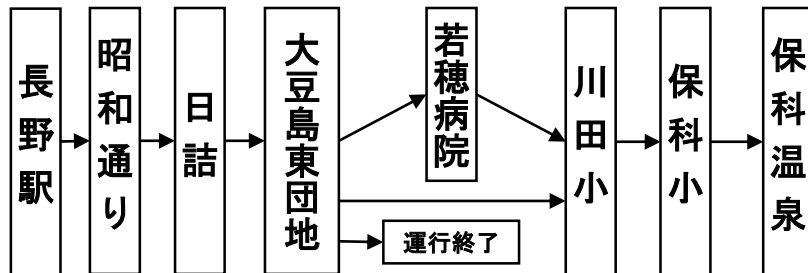 長野駅
昭和通り
日詰
大豆島東団地
若穂病院
運行終了
川田小
保科小
保科温泉